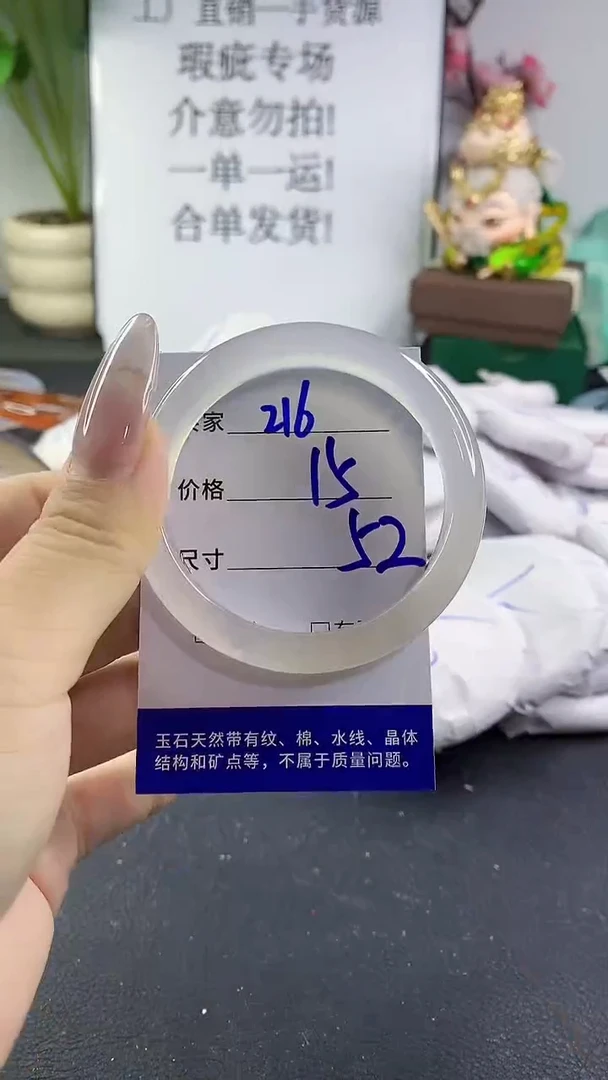 工厂直销一手货源
瑕疵专场
介意勿拍!
一单一运!
合单发货!
家 216
价格 15
尺寸 52
玉石天然带有纹、棉、水线、晶体
结构和矿点等，不属于质量问题。